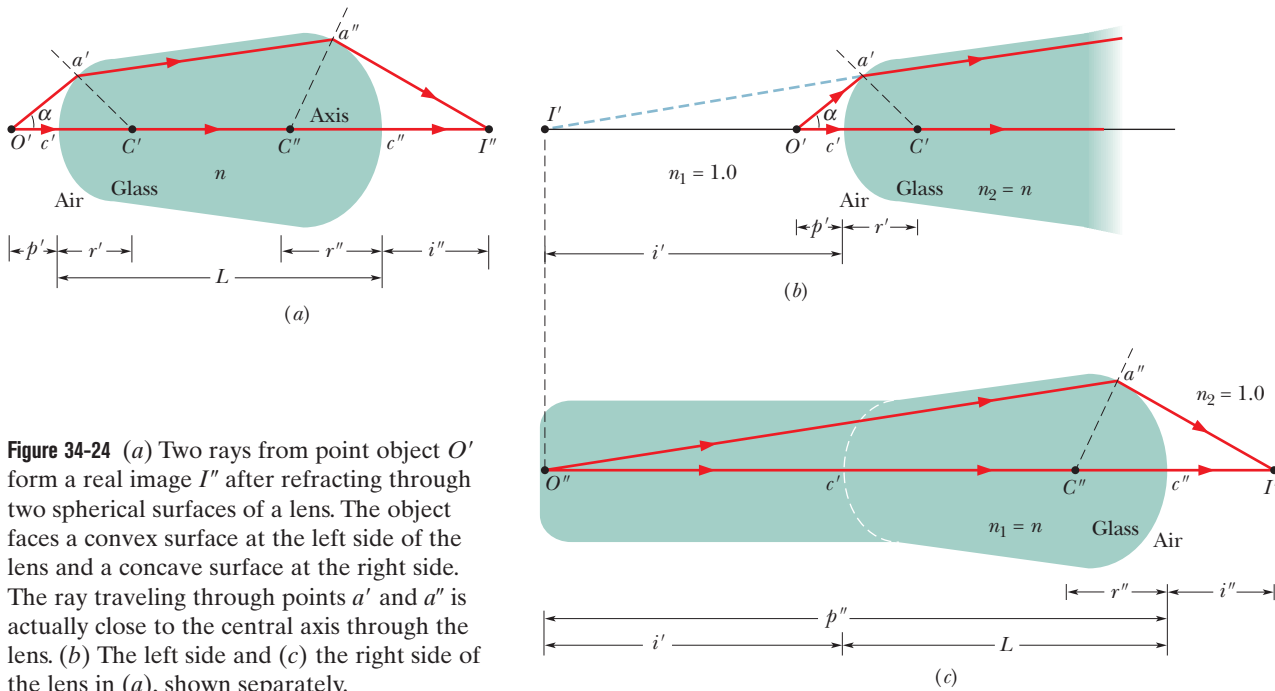 a′ a″
α
Axis
O′ c′ C′ C″ c″ I″
n
Glass
Air
p′ r′ r″ i″
L
(a)
a′
I′ α
O′ c′ C′
n₁ = 1.0
Glass n₂ = n
Air
p′ r′
i′
(b)
a″
n₂ = 1.0
O″ c′ C″ c″ I
n₁ = n Glass
Air
r″ i″
p″
i′ L
(c)
Figure 34-24 (a) Two rays from point object O′
form a real image I″ after refracting through
two spherical surfaces of a lens. The object
faces a convex surface at the left side of the
lens and a concave surface at the right side.
The ray traveling through points a′ and a″ is
actually close to the central axis through the
lens. (b) The left side and (c) the right side of
the lens in (a), shown separately.